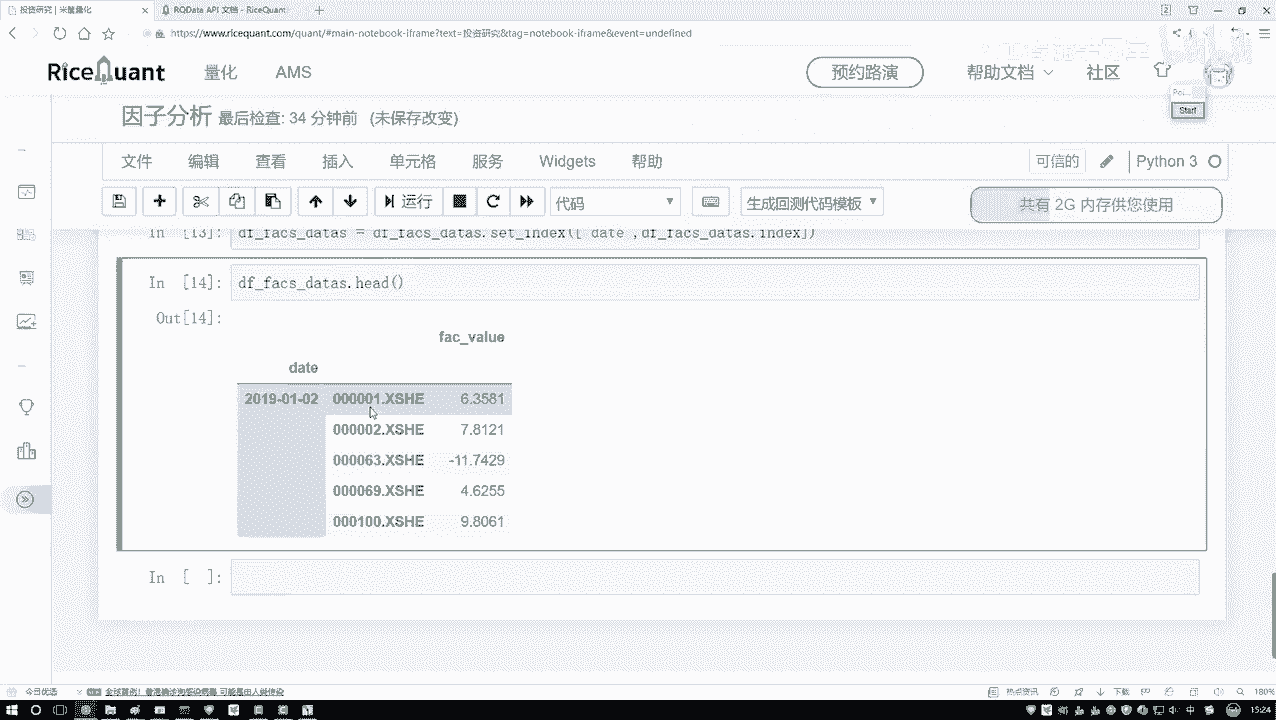 投资研究 | 米筐量化
RQData API 文档 - RiceQuant
https://www.ricequant.com/quant/#main-notebook-iframe?text=投资研究&tag=notebook-iframe&event=undefined
RiceQuant 量化 AMS 预约路演 帮助文档 社区
Start
因子分析 最后检查: 34 分钟前 (未保存改变)
文件 编辑 查看 插入 单元格 服务 Widgets 帮助 可信的 Python 3
运行 代码 生成回测代码模板 共有 2G 内存供您使用
In [13]: df_facs_datas = df_facs_datas.set_index([ date ,df_facs_datas.index])
In [14]: df_facs_datas.head()
Out[14]:
fac_value
date
2019-01-02 000001.XSHE 6.3581
000002.XSHE 7.8121
000063.XSHE -11.7429
000069.XSHE 4.6255
000100.XSHE 9.8061
In [ ]:
今日优选 热点资讯 下载 180%
中 15:24